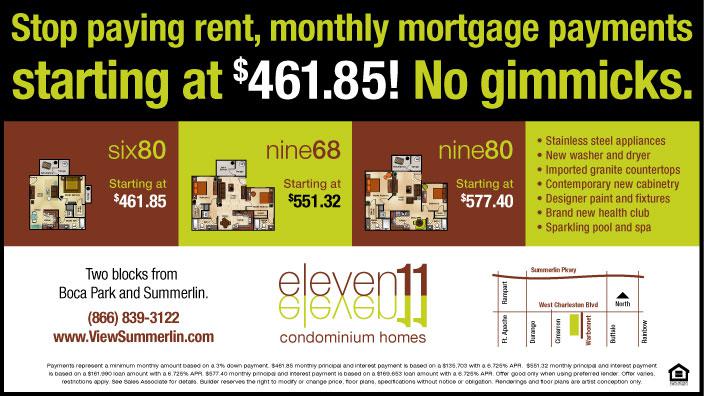 Stop paying rent, monthly mortgage payments
starting at $461.85! No gimmicks.
six80
Starting at
$461.85
nine68
Starting at
$551.32
nine80
Starting at
$577.40
• Stainless steel appliances
• New washer and dryer
• Imported granite countertops
• Contemporary new cabinetry
• Designer paint and fixtures
• Brand new health club
• Sparkling pool and spa
Two blocks from
Boca Park and Summerlin.
(866) 839-3122
www.ViewSummerlin.com
eleven11
condominium homes
Summerlin Pkwy
Rampart
West Charleston Blvd
North
Ft. Apache
Durango
Cimarron
Warbonnet
Buffalo
Rainbow
Payments represent a minimum monthly amount based on a 3% down payment. $461.85 monthly principal and interest payment is based on a $135,703 with a 6.725% APR. $551.32 monthly principal and interest payment
is based on a $161,990 loan amount with a 6.725% APR. $577.40 monthly principal and interest payment is based on a $169,653 loan amount with a 6.725% APR. Offer good only when using preferred lender. Offer varies,
restrictions apply. See Sales Associate for details. Builder reserves the right to modify or change price, floor plans, specifications without notice or obligation. Renderings and floor plans are artist conception only.